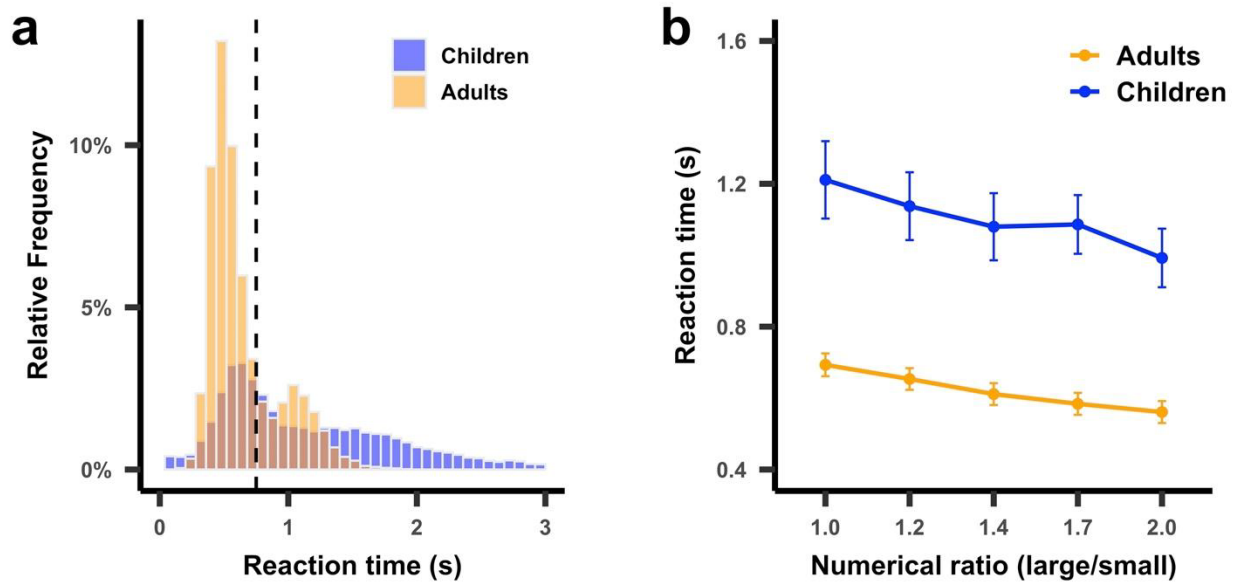 a
Children
Adults
10%
5%
0%
Relative Frequency
0 1 2 3
Reaction time (s)
b
Adults
Children
1.6
1.2
0.8
0.4
Reaction time (s)
1.0 1.2 1.4 1.7 2.0
Numerical ratio (large/small)